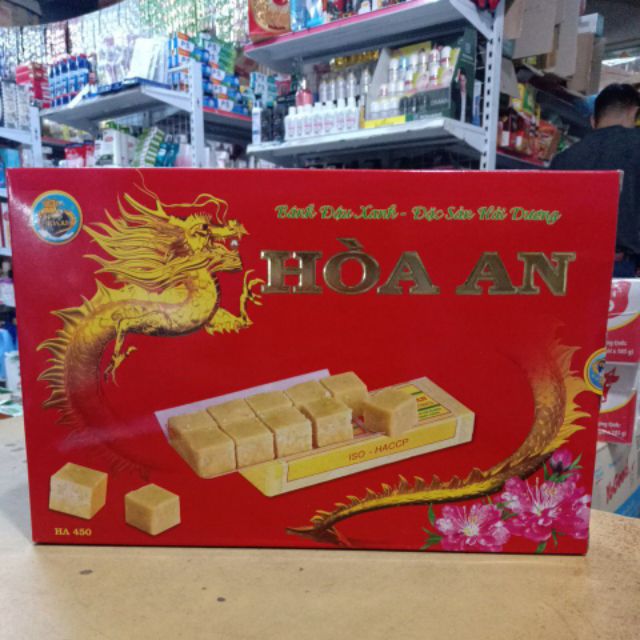 Bánh Đậu Xanh - Đặc Sản Hải Dương
HÒA AN
ISO - HACCP
HA 450